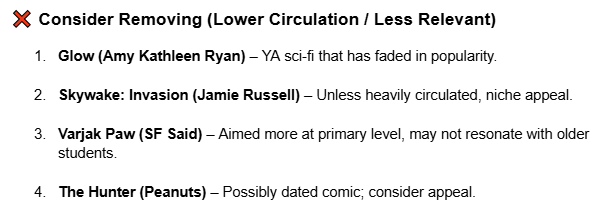 ❌ Consider Removing (Lower Circulation / Less Relevant)
1. Glow (Amy Kathleen Ryan) – YA sci-fi that has faded in popularity.
2. Skywake: Invasion (Jamie Russell) – Unless heavily circulated, niche appeal.
3. Varjak Paw (SF Said) – Aimed more at primary level, may not resonate with older
students.
4. The Hunter (Peanuts) – Possibly dated comic; consider appeal.